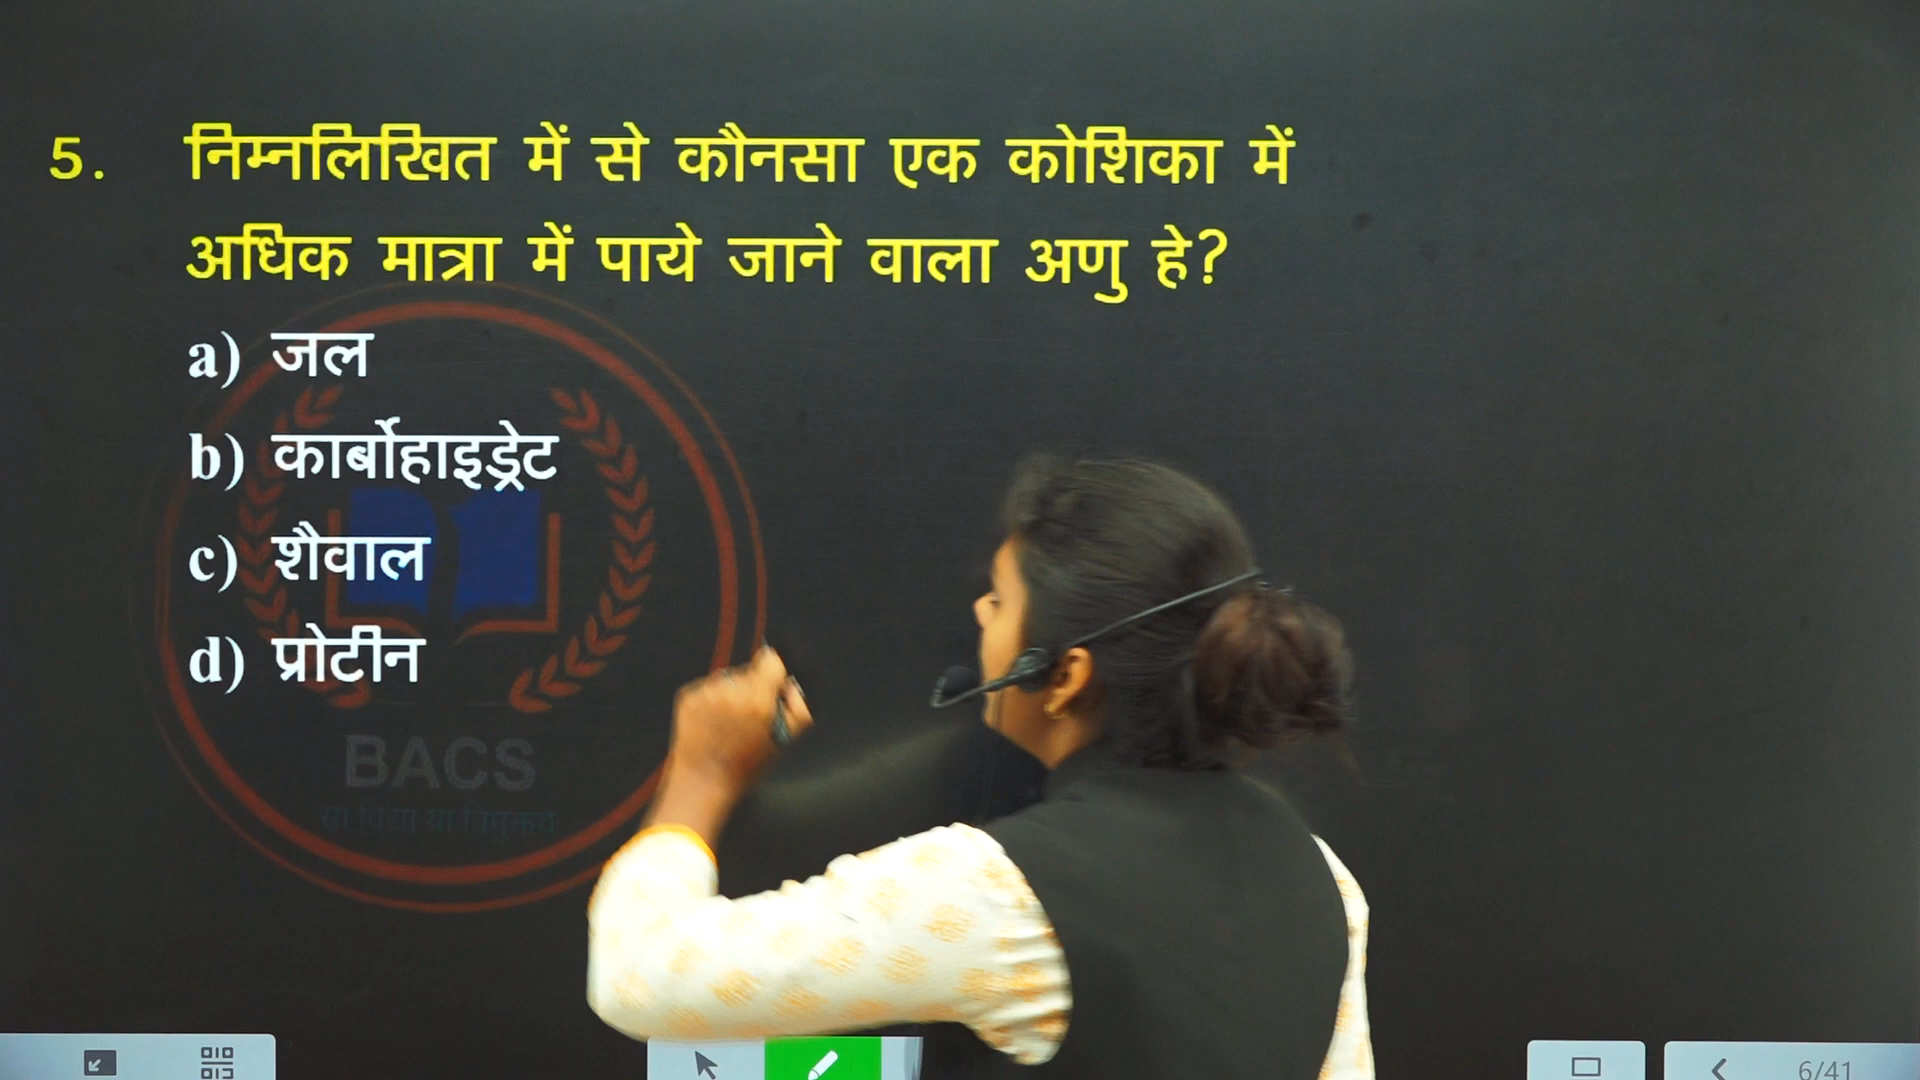 5. निम्नलिखित में से कौनसा एक कोशिका में
अधिक मात्रा में पाये जाने वाला अणु हे?
a) जल
b) कार्बोहाइड्रेट
c) शैवाल
d) प्रोटीन
BACS
6/41